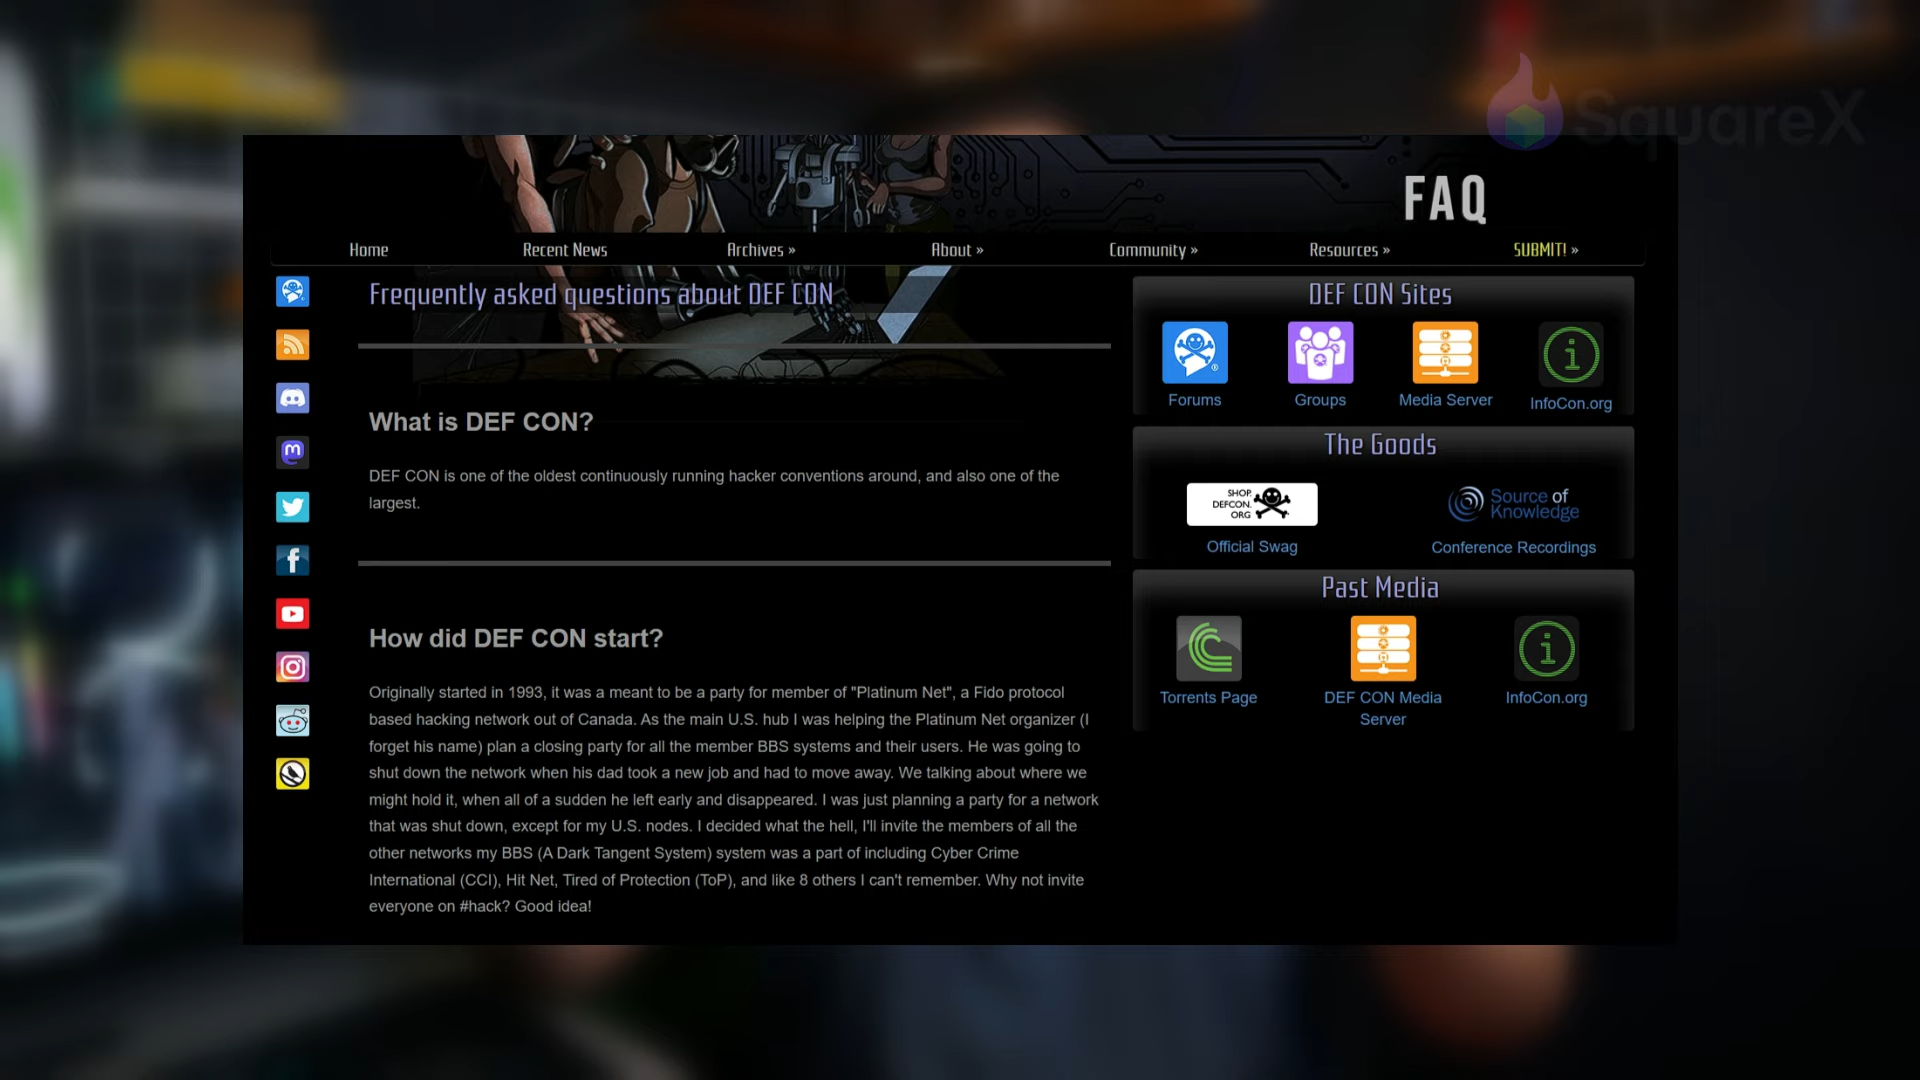 SquareX
FAQ
Home Recent News Archives » About » Community » Resources » SUBMIT! »
Frequently asked questions about DEF CON
What is DEF CON?
DEF CON is one of the oldest continuously running hacker conventions around, and also one of the
largest.
How did DEF CON start?
Originally started in 1993, it was a meant to be a party for member of "Platinum Net", a Fido protocol
based hacking network out of Canada. As the main U.S. hub I was helping the Platinum Net organizer (I
forget his name) plan a closing party for all the member BBS systems and their users. He was going to
shut down the network when his dad took a new job and had to move away. We talking about where we
might hold it, when all of a sudden he left early and disappeared. I was just planning a party for a network
that was shut down, except for my U.S. nodes. I decided what the hell, I'll invite the members of all the
other networks my BBS (A Dark Tangent System) system was a part of including Cyber Crime
International (CCI), Hit Net, Tired of Protection (ToP), and like 8 others I can't remember. Why not invite
everyone on #hack? Good idea!
DEF CON Sites
Forums Groups Media Server InfoCon.org
The Goods
SHOP.
DEFCON.
ORG
Source of
Knowledge
Official Swag Conference Recordings
Past Media
Torrents Page DEF CON Media
Server
InfoCon.org